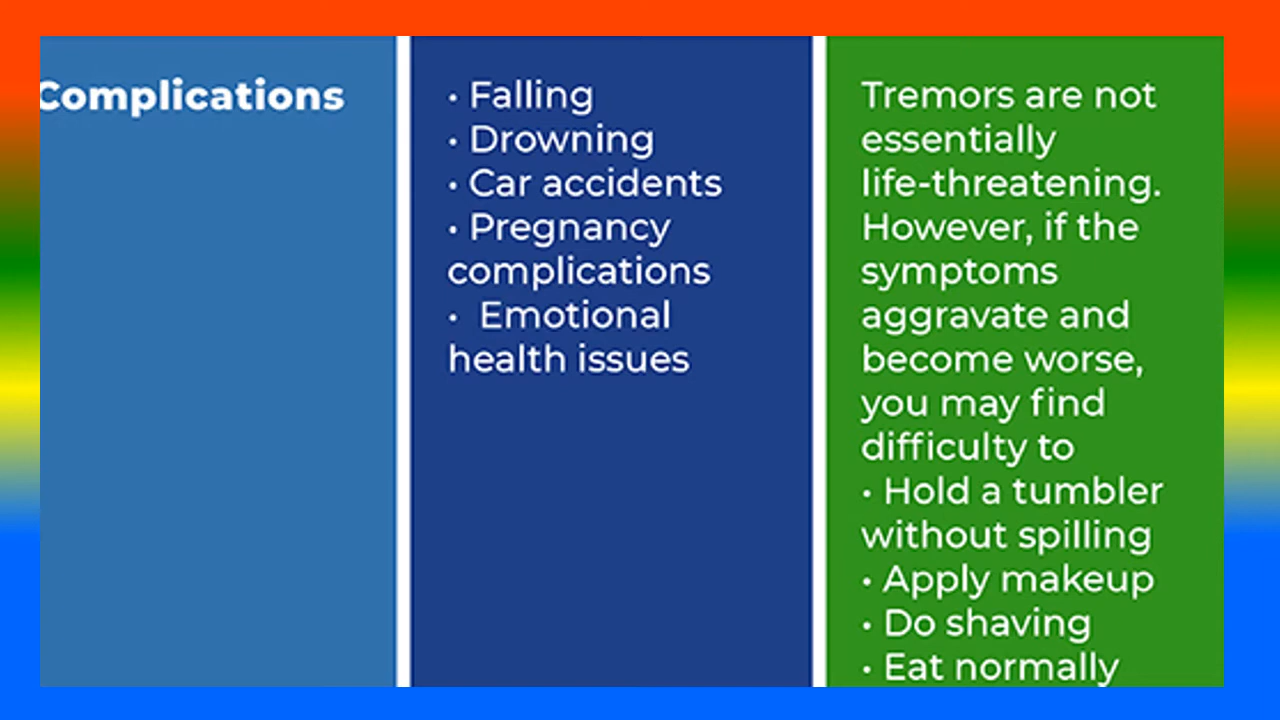 Complications
• Falling
• Drowning
• Car accidents
• Pregnancy
complications
• Emotional
health issues
Tremors are not
essentially
life-threatening.
However, if the
symptoms
aggravate and
become worse,
you may find
difficulty to
• Hold a tumbler
without spilling
• Apply makeup
• Do shaving
• Eat normally